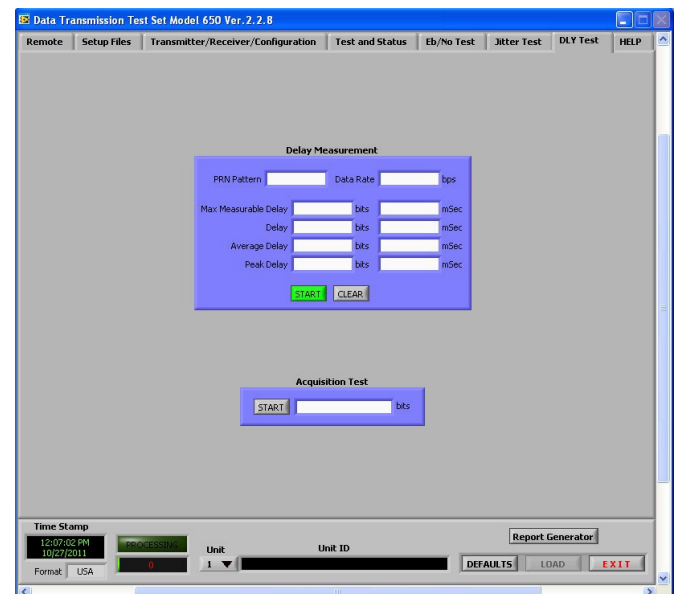 Data Transmission Test Set Model 650 Ver.2.2.8
Remote Setup Files Transmitter/Receiver/Configuration Test and Status Eb/No Test Jitter Test DLY Test HELP
Delay Measurement
PRN Pattern Data Rate bps
Max Measurable Delay bits mSec
Delay bits mSec
Average Delay bits mSec
Peak Delay bits mSec
START CLEAR
Acquisition Test
START bits
Time Stamp
12:07:02 PM
10/27/2011
Format USA
PROCESSING
0
Unit
1
Unit ID
Report Generator
DEFAULTS LOAD EXIT